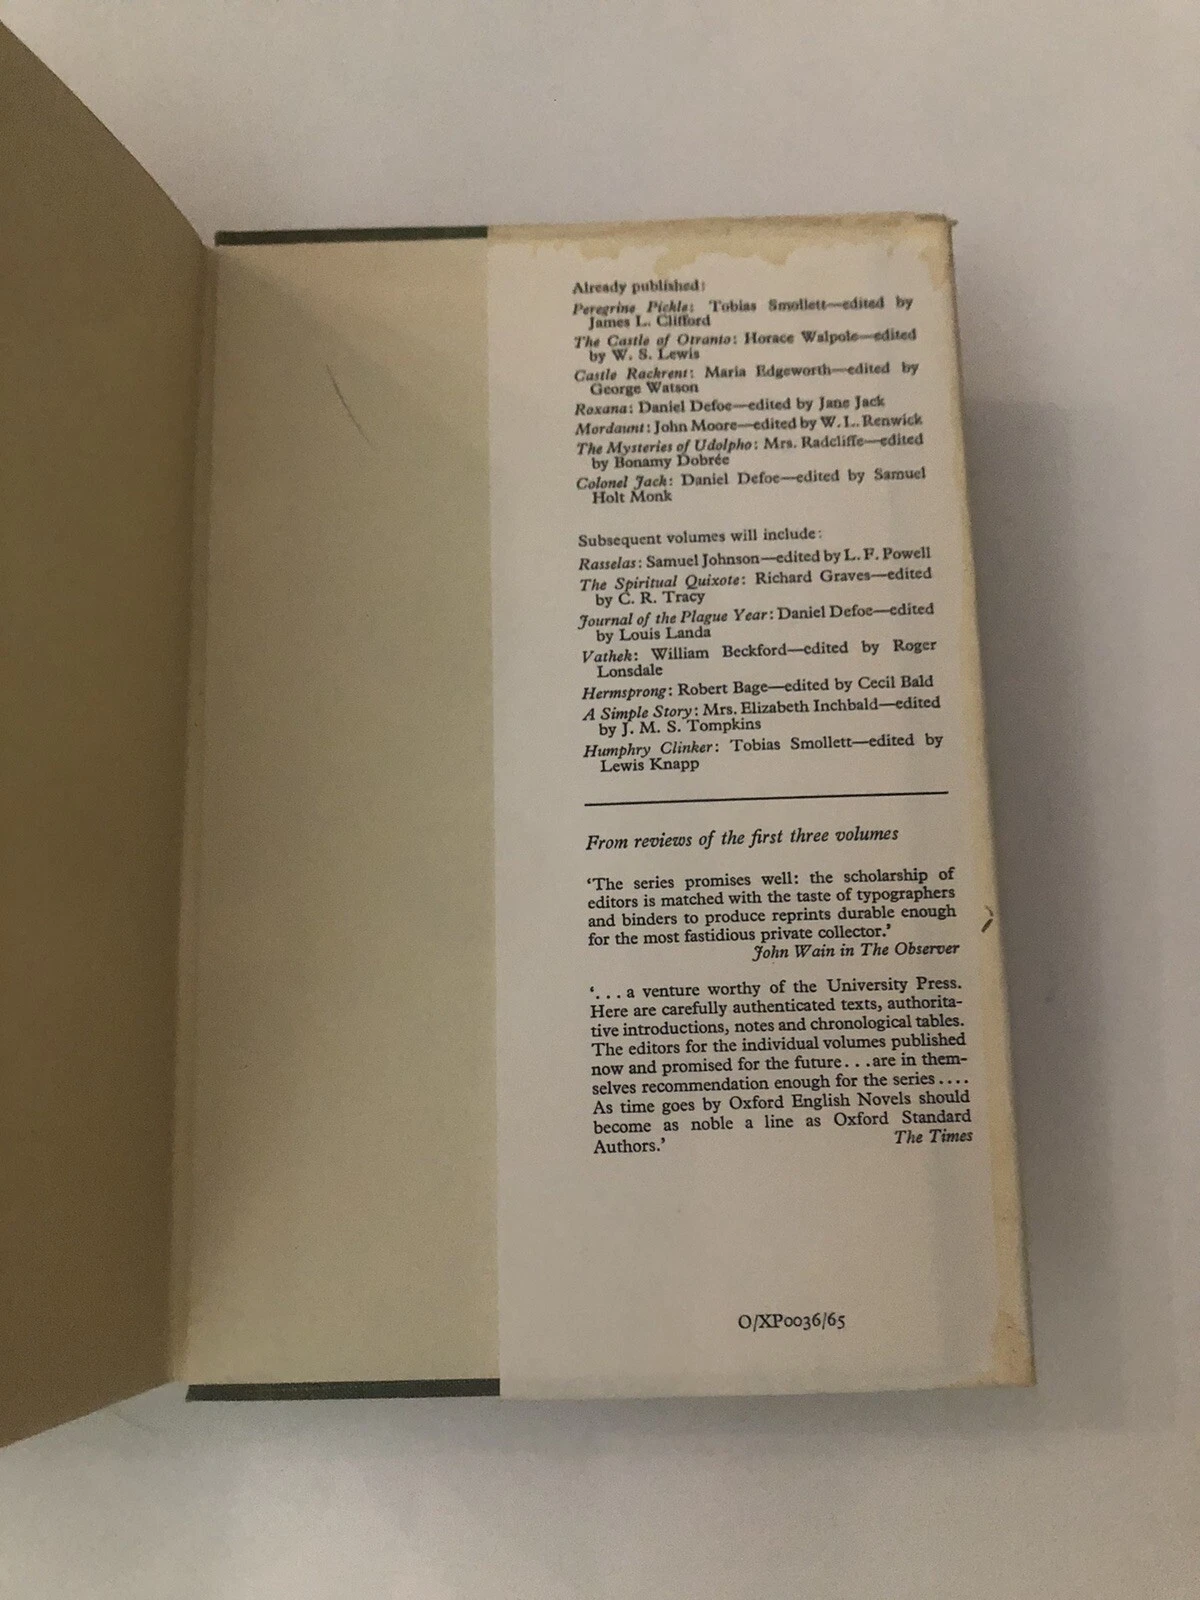 Already published:
Peregrine Pickle: Tobias Smollett—edited by
James L. Clifford
The Castle of Otranto: Horace Walpole—edited
by W. S. Lewis
Castle Rackrent: Maria Edgeworth—edited by
George Watson
Roxana: Daniel Defoe—edited by Jane Jack
Mordaunt: John Moore—edited by W. L. Renwick
The Mysteries of Udolpho: Mrs. Radcliffe—edited
by Bonamy Dobrée
Colonel Jack: Daniel Defoe—edited by Samuel
Holt Monk
Subsequent volumes will include:
Rasselas: Samuel Johnson—edited by L. F. Powell
The Spiritual Quixote: Richard Graves—edited
by C. R. Tracy
Journal of the Plague Year: Daniel Defoe—edited
by Louis Landa
Vathek: William Beckford—edited by Roger
Lonsdale
Hermsprong: Robert Bage—edited by Cecil Bald
A Simple Story: Mrs. Elizabeth Inchbald—edited
by J. M. S. Tompkins
Humphry Clinker: Tobias Smollett—edited by
Lewis Knapp
From reviews of the first three volumes
‘The series promises well: the scholarship of
editors is matched with the taste of typographers
and binders to produce reprints durable enough
for the most fastidious private collector.’
John Wain in The Observer
‘. . . a venture worthy of the University Press.
Here are carefully authenticated texts, authorita-
tive introductions, notes and chronological tables.
The editors for the individual volumes published
now and promised for the future . . . are in them-
selves recommendation enough for the series . . . .
As time goes by Oxford English Novels should
become as noble a line as Oxford Standard
Authors.’ The Times
O/XP0036/65